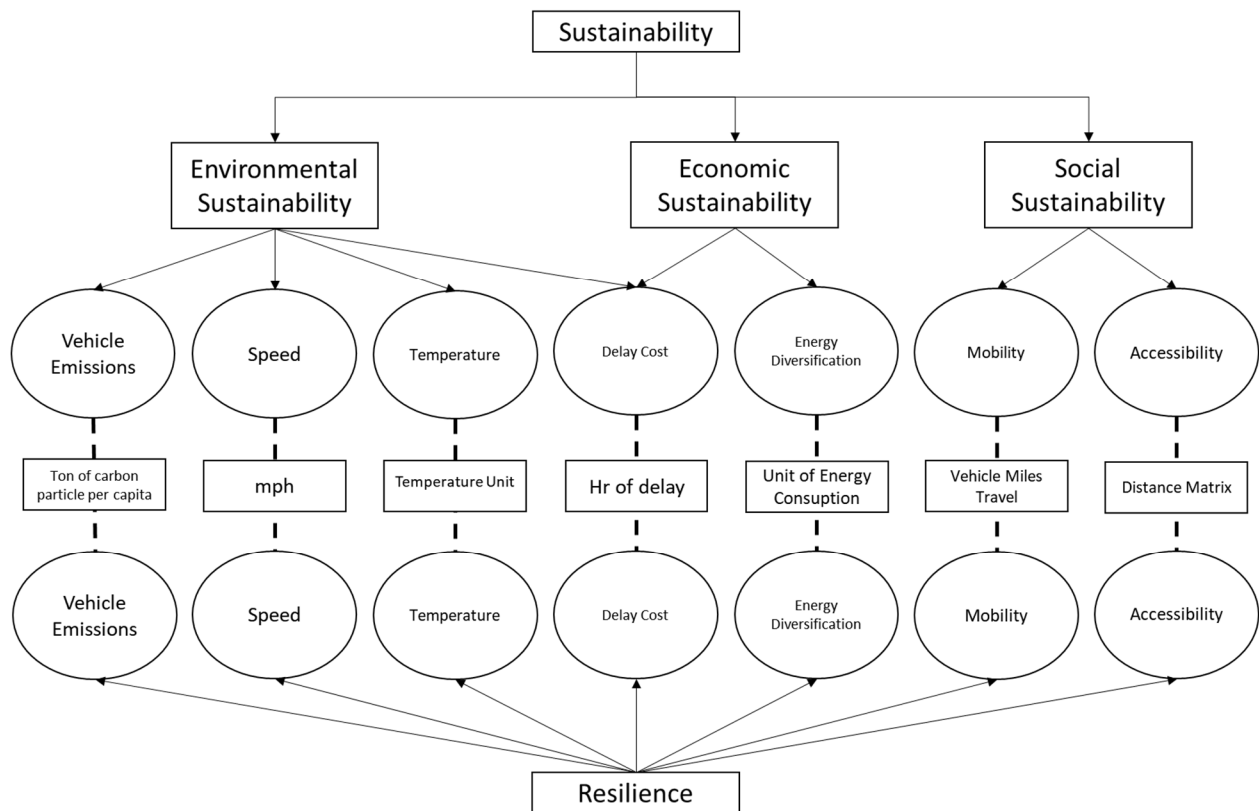 Sustainability
Environmental
Sustainability
Economic
Sustainability
Social
Sustainability
Vehicle
Emissions
Speed
Temperature
Delay Cost
Energy
Diversification
Mobility
Accessibility
Ton of carbon
particle per capita
mph
Temperature Unit
Hr of delay
Unit of Energy
Consuption
Vehicle Miles
Travel
Distance Matrix
Vehicle
Emissions
Speed
Temperature
Delay Cost
Energy
Diversification
Mobility
Accessibility
Resilience